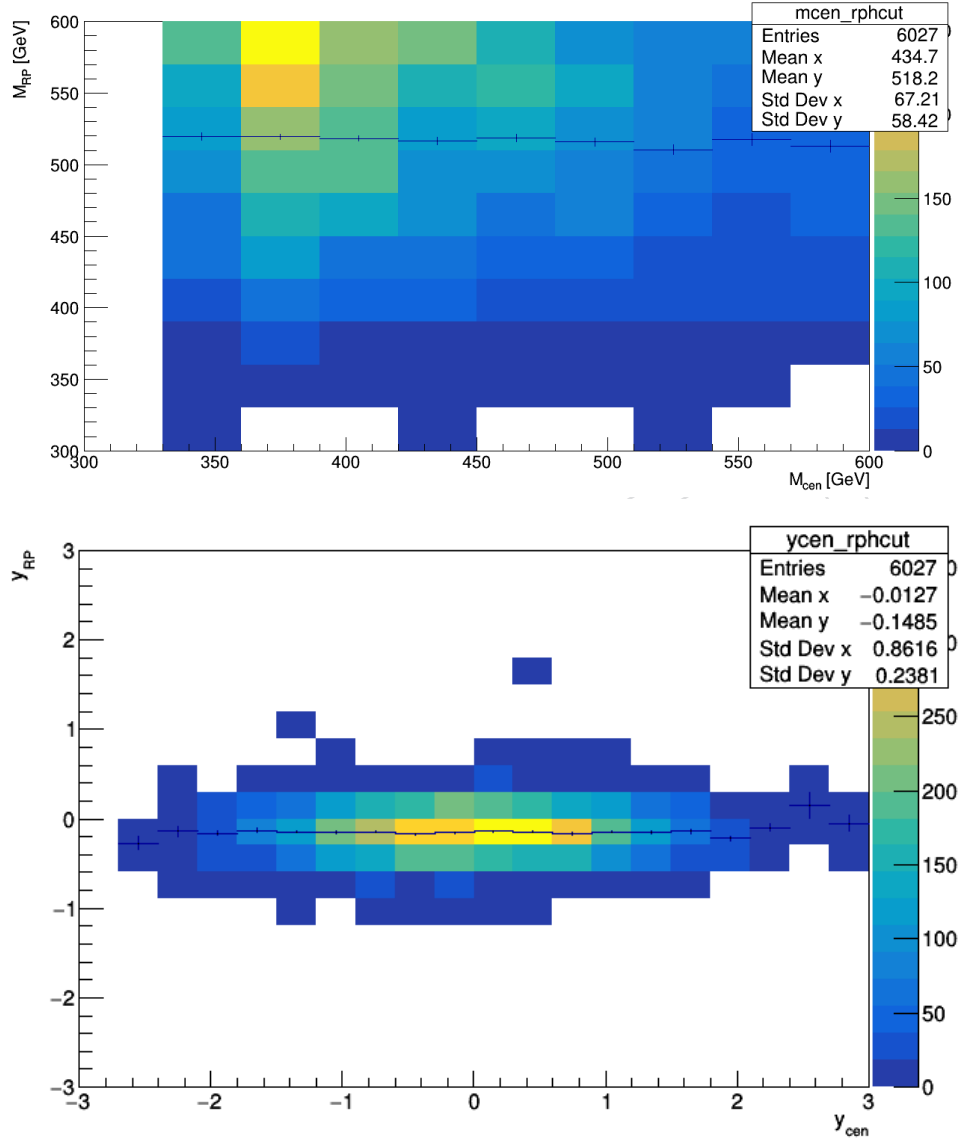 mcen_rphcut
Entries 6027
Mean x 434.7
Mean y 518.2
Std Dev x 67.21
Std Dev y 58.42
M_RP [GeV]
600
550
500
450
400
350
300
300 350 400 450 500 550 600
M_cen [GeV]
150
100
50
0
ycen_rphcut
Entries 6027
Mean x −0.0127
Mean y −0.1485
Std Dev x 0.8616
Std Dev y 0.2381
y_RP
3
2
1
0
−1
−2
−3
−3 −2 −1 0 1 2 3
y_cen
250
200
150
100
50
0